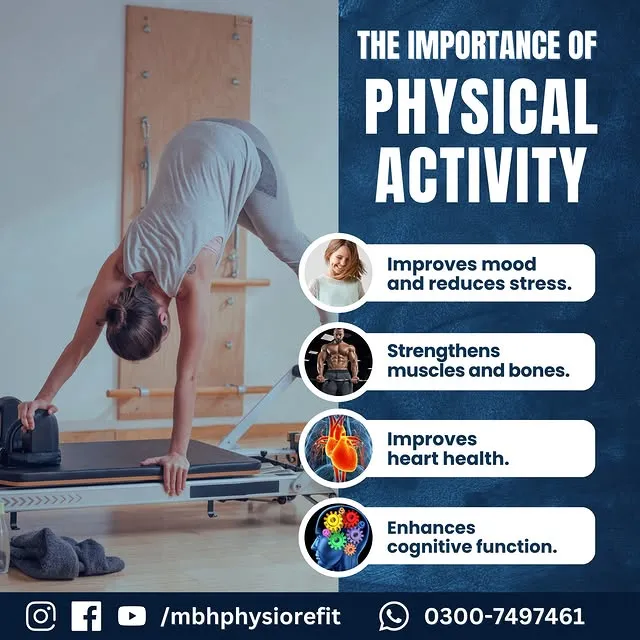 THE IMPORTANCE OF
PHYSICAL
ACTIVITY
Improves mood
and reduces stress.
Strengthens
muscles and bones.
Improves
heart health.
Enhances
cognitive function.
/mbhphysiorefit
0300-7497461